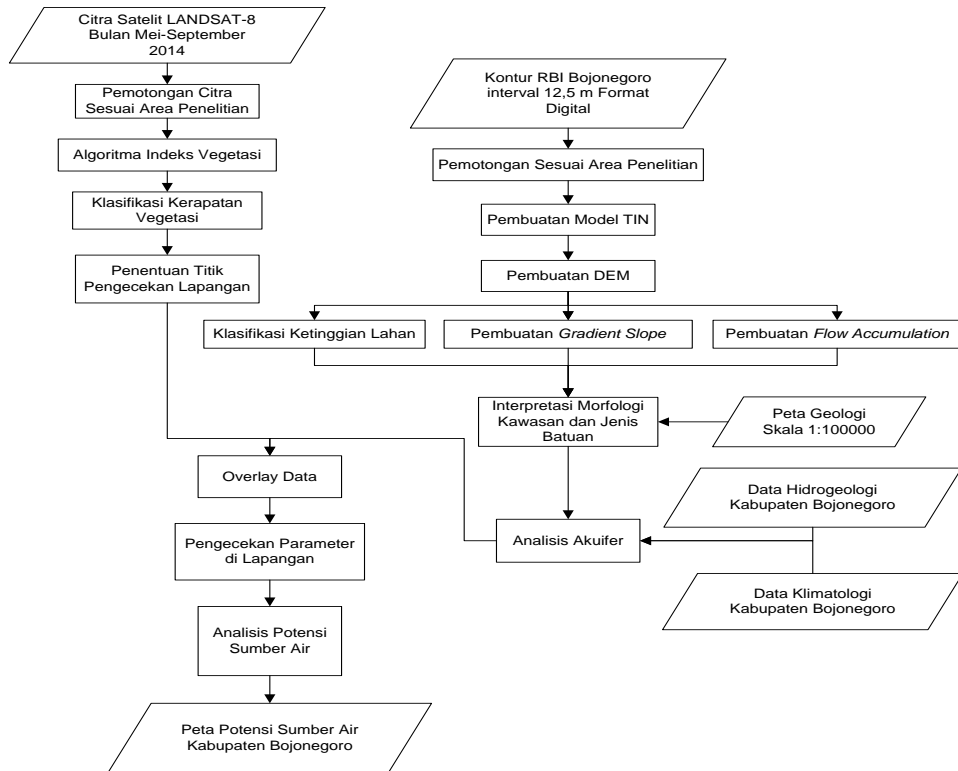 Citra Satelit LANDSAT-8
Bulan Mei-September
2014
Pemotongan Citra
Sesuai Area Penelitian
Algoritma Indeks Vegetasi
Klasifikasi Kerapatan
Vegetasi
Penentuan Titik
Pengecekan Lapangan
Kontur RBI Bojonegoro
interval 12,5 m Format
Digital
Pemotongan Sesuai Area Penelitian
Pembuatan Model TIN
Pembuatan DEM
Klasifikasi Ketinggian Lahan
Pembuatan Gradient Slope
Pembuatan Flow Accumulation
Interpretasi Morfologi
Kawasan dan Jenis
Batuan
Peta Geologi
Skala 1:100000
Data Hidrogeologi
Kabupaten Bojonegoro
Analisis Akuifer
Data Klimatologi
Kabupaten Bojonegoro
Overlay Data
Pengecekan Parameter
di Lapangan
Analisis Potensi
Sumber Air
Peta Potensi Sumber Air
Kabupaten Bojonegoro